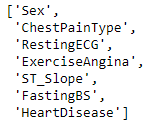 ['Sex',
'ChestPainType',
'RestingECG',
'ExerciseAngina',
'ST_Slope',
'FastingBS',
'HeartDisease']